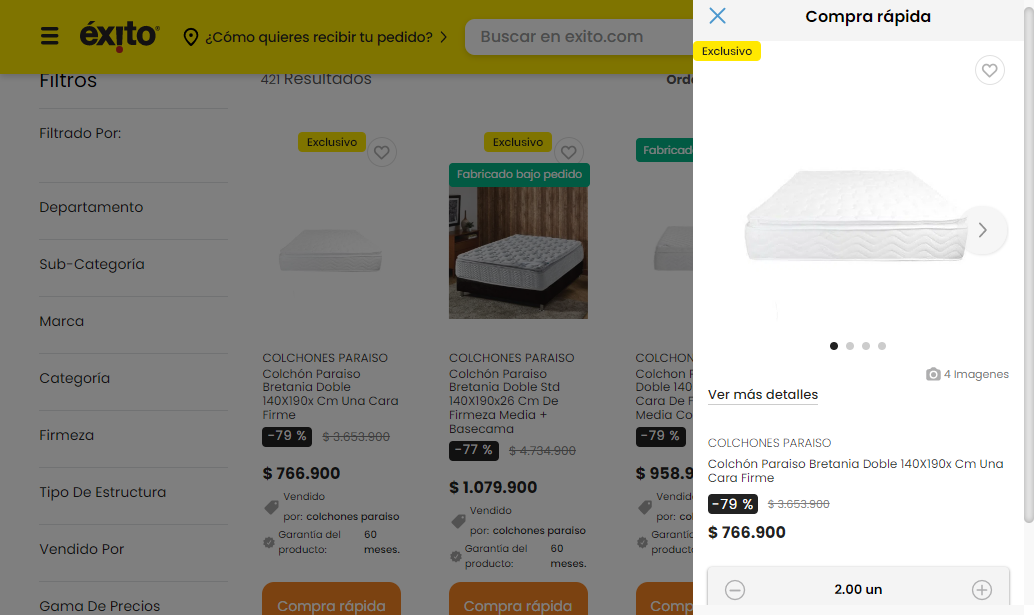 éxito
¿Cómo quieres recibir tu pedido?
Buscar en exito.com
Filtros
421 Resultados
Orde
Filtrado Por:
Departamento
Sub-Categoría
Marca
Categoría
Firmeza
Tipo De Estructura
Vendido Por
Gama De Precios
Exclusivo
COLCHONES PARAISO
Colchón Paraiso
Bretania Doble
140X190x Cm Una Cara
Firme
-79 % $ 3.653.900
$ 766.900
Vendido
por: colchones paraiso
Garantía del 60
producto: meses.
Compra rápida
Exclusivo
Fabricado bajo pedido
COLCHONES PARAISO
Colchón Paraiso
Bretania Doble Std
140X190x26 Cm De
Firmeza Media +
Basecama
-77 % $ 4.734.900
$ 1.079.900
Vendido
por: colchones paraiso
Garantía del 60
producto: meses.
Compra rápida
Fabricado
COLCHON
Colchon P
Doble 140
Cara De F
Media Co
-79 %
$ 958.9
Vendid
por: co
Garantí
product
Comp
Compra rápida
Exclusivo
4 Imagenes
Ver más detalles
COLCHONES PARAISO
Colchón Paraiso Bretania Doble 140X190x Cm Una
Cara Firme
-79 % $ 3.653.900
$ 766.900
2.00 un